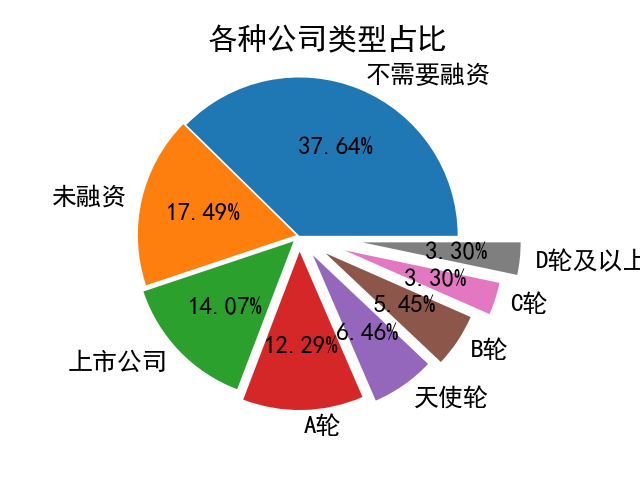 各种公司类型占比
不需要融资
37.64%
未融资
17.49%
上市公司
14.07%
A轮
12.29%
天使轮
6.46%
B轮
5.45%
C轮
3.30%
D轮及以上
3.30%